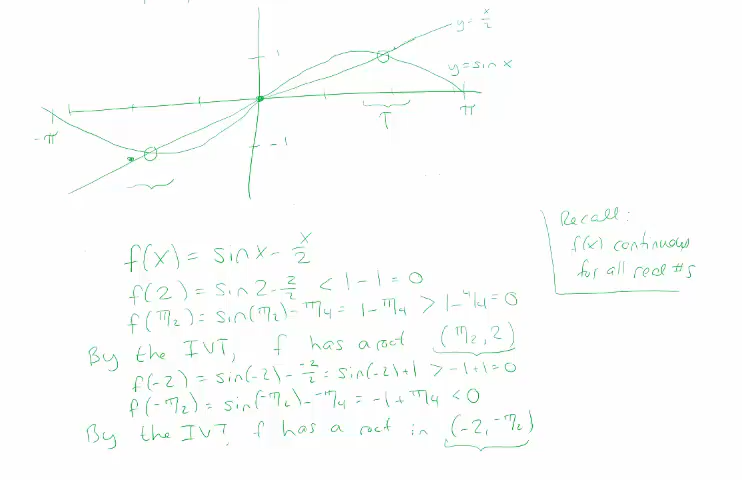 y = x/2
1
y = sin x
-π
π
T
-1
Recall:
f(x) continuous
for all real #s
f(x) = sin x - x/2
f(2) = sin 2 - 2/2 < 1 - 1 = 0
f(π/2) = sin(π/2) - π/4 = 1 - π/4 > 1 - 4/4 = 0
By the IVT, f has a root (π/2, 2)
f(-2) = sin(-2) - -2/2 = sin(-2) + 1 > -1 + 1 = 0
f(-π/2) = sin(-π/2) - -π/4 = -1 + π/4 < 0
By the IVT, f has a root in (-2, -π/2)